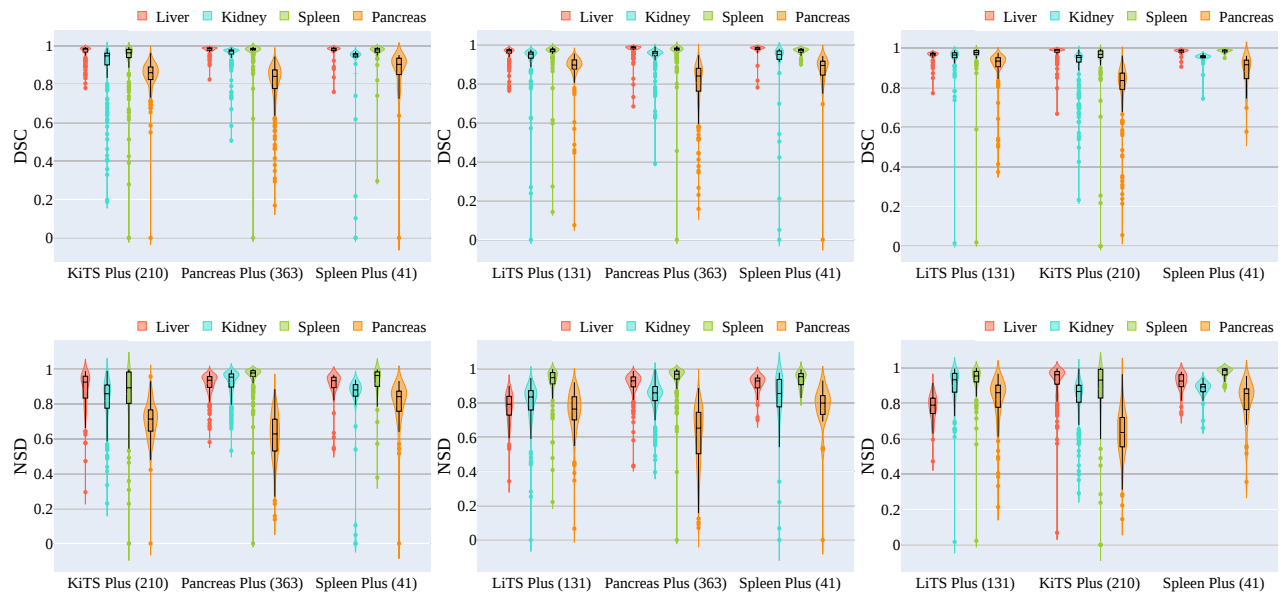 Liver Kidney Spleen Pancreas
1
0.8
0.6
0.4
0.2
0
DSC
KiTS Plus (210) Pancreas Plus (363) Spleen Plus (41)
Liver Kidney Spleen Pancreas
1
0.8
0.6
0.4
0.2
0
DSC
LiTS Plus (131) Pancreas Plus (363) Spleen Plus (41)
Liver Kidney Spleen Pancreas
1
0.8
0.6
0.4
0.2
0
DSC
LiTS Plus (131) KiTS Plus (210) Spleen Plus (41)
Liver Kidney Spleen Pancreas
1
0.8
0.6
0.4
0.2
0
NSD
KiTS Plus (210) Pancreas Plus (363) Spleen Plus (41)
Liver Kidney Spleen Pancreas
1
0.8
0.6
0.4
0.2
0
NSD
LiTS Plus (131) Pancreas Plus (363) Spleen Plus (41)
Liver Kidney Spleen Pancreas
1
0.8
0.6
0.4
0.2
0
NSD
LiTS Plus (131) KiTS Plus (210) Spleen Plus (41)